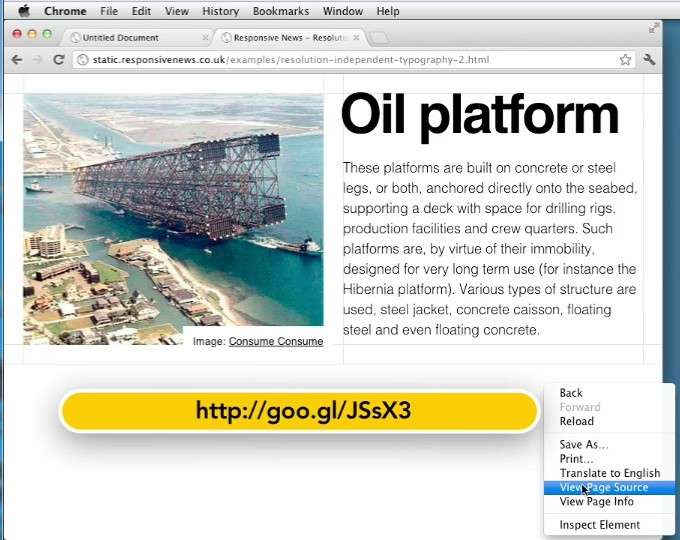 Chrome File Edit View History Bookmarks Window Help
Untitled Document
Responsive News – Resolutio
static.responsivenews.co.uk/examples/resolution-independent-typography-2.html
Oil platform
These platforms are built on concrete or steel
legs, or both, anchored directly onto the seabed,
supporting a deck with space for drilling rigs,
production facilities and crew quarters. Such
platforms are, by virtue of their immobility,
designed for very long term use (for instance the
Hibernia platform). Various types of structure are
used, steel jacket, concrete caisson, floating
steel and even floating concrete.
Image: Consume Consume
http://goo.gl/JSsX3
Back
Forward
Reload
Save As...
Print...
Translate to English
View Page Source
View Page Info
Inspect Element